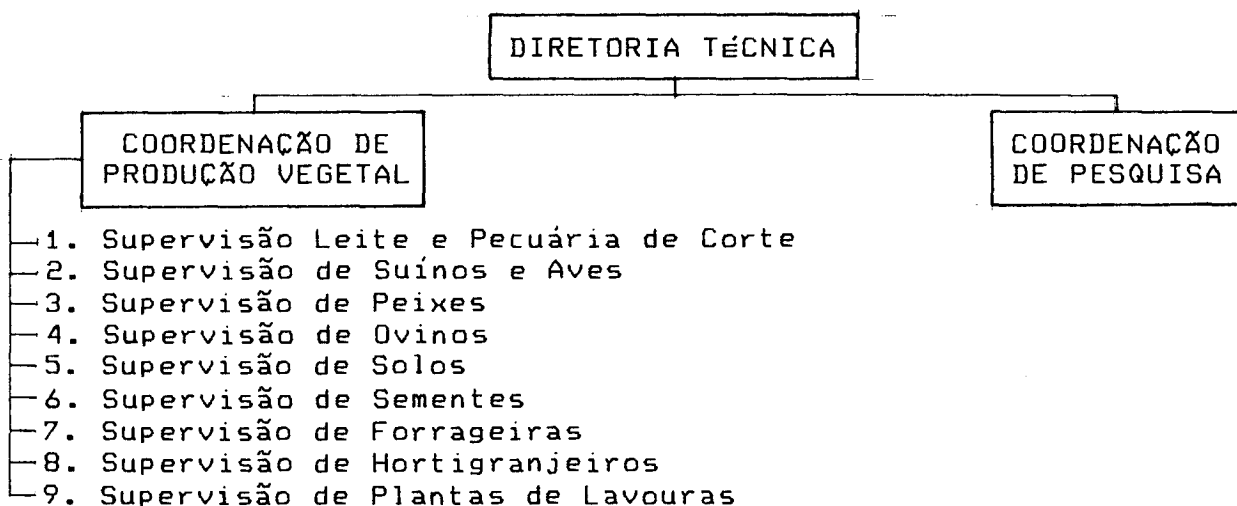 DIRETORIA TÉCNICA
COORDENAÇÃO DE
PRODUÇÃO VEGETAL
COORDENAÇÃO
DE PESQUISA
1. Supervisão Leite e Pecuária de Corte
2. Supervisão de Suínos e Aves
3. Supervisão de Peixes
4. Supervisão de Ovinos
5. Supervisão de Solos
6. Supervisão de Sementes
7. Supervisão de Forrageiras
8. Supervisão de Hortigranjeiros
9. Supervisão de Plantas de Lavouras